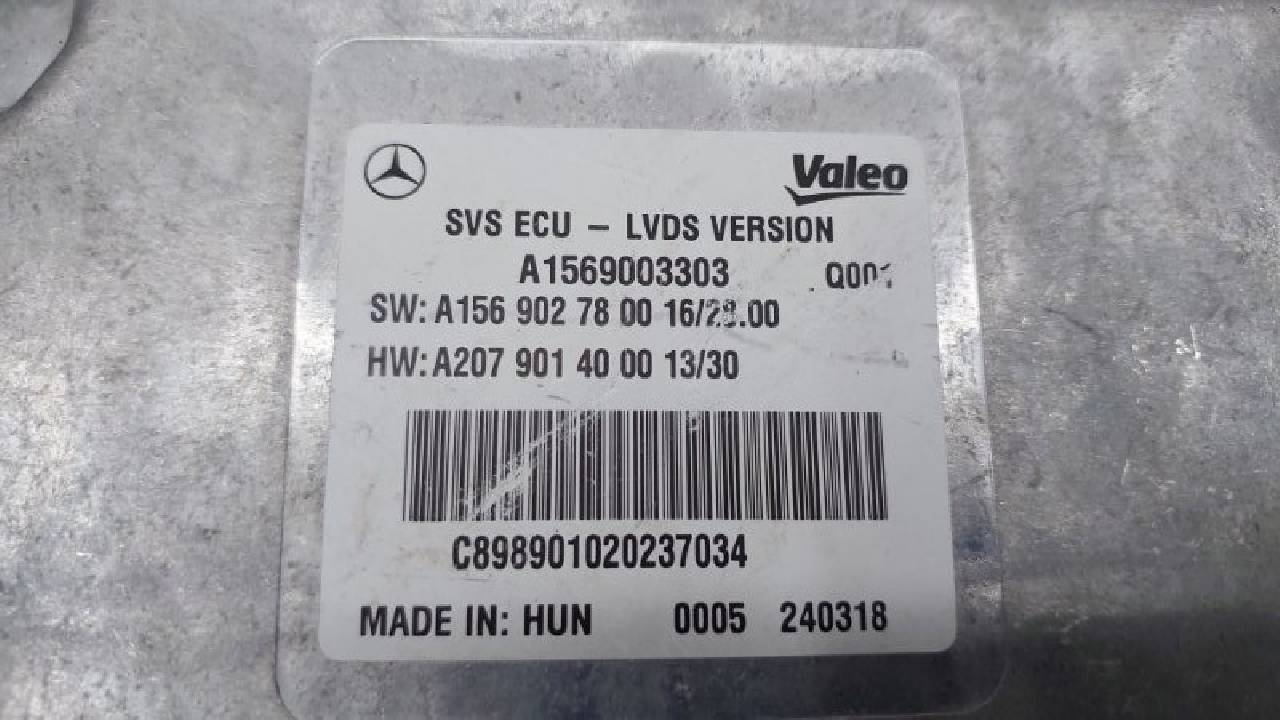 Valeo
SVS ECU – LVDS VERSION
A1569003303
SW: A156 902 78 00
HW: A207 901 40 00 13/30
C898901020237034
MADE IN: HUN 0005 240318